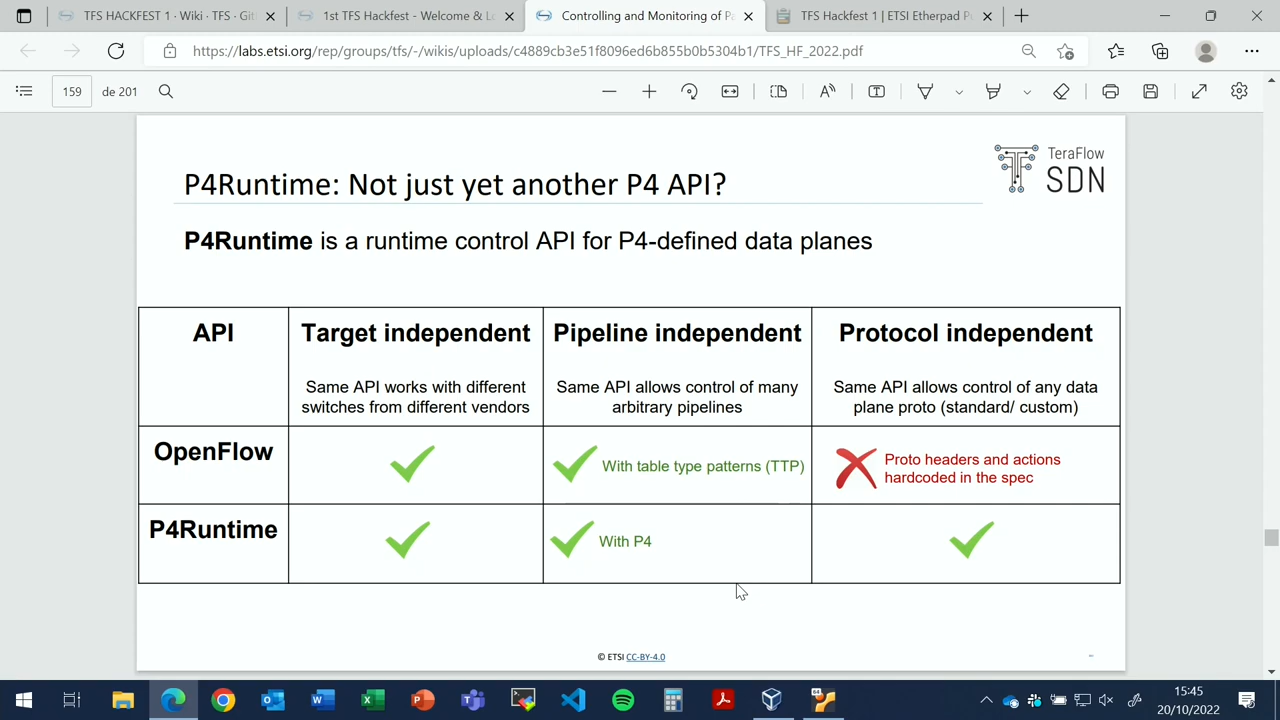 TFS HACKFEST 1 · Wiki · TFS · Git
1st TFS Hackfest - Welcome & Le
Controlling and Monitoring of Pa
TFS Hackfest 1 | ETSI Etherpad P
https://labs.etsi.org/rep/groups/tfs/-/wikis/uploads/c4889cb3e51f8096ed6b855b0b5304b1/TFS_HF_2022.pdf
159 de 201
TeraFlow
SDN
P4Runtime: Not just yet another P4 API?
P4Runtime is a runtime control API for P4-defined data planes
API
Target independent
Same API works with different
switches from different vendors
Pipeline independent
Same API allows control of many
arbitrary pipelines
Protocol independent
Same API allows control of any data
plane proto (standard/ custom)
OpenFlow
With table type patterns (TTP)
Proto headers and actions
hardcoded in the spec
P4Runtime
With P4
© ETSI CC-BY-4.0
15:45
20/10/2022